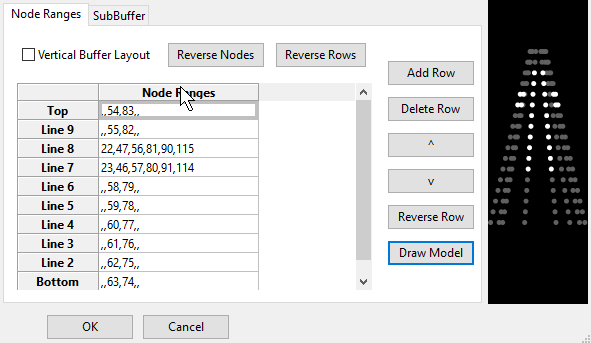 Node Ranges SubBuffer
Vertical Buffer Layout Reverse Nodes Reverse Rows
Node Ranges
Top ,,54,83,,
Line 9 ,,55,82,,
Line 8 22,47,56,81,90,115
Line 7 23,46,57,80,91,114
Line 6 ,,58,79,,
Line 5 ,,59,78,,
Line 4 ,,60,77,,
Line 3 ,,61,76,,
Line 2 ,,62,75,,
Bottom ,,63,74,,
Add Row
Delete Row
^
v
Reverse Row
Draw Model
OK Cancel